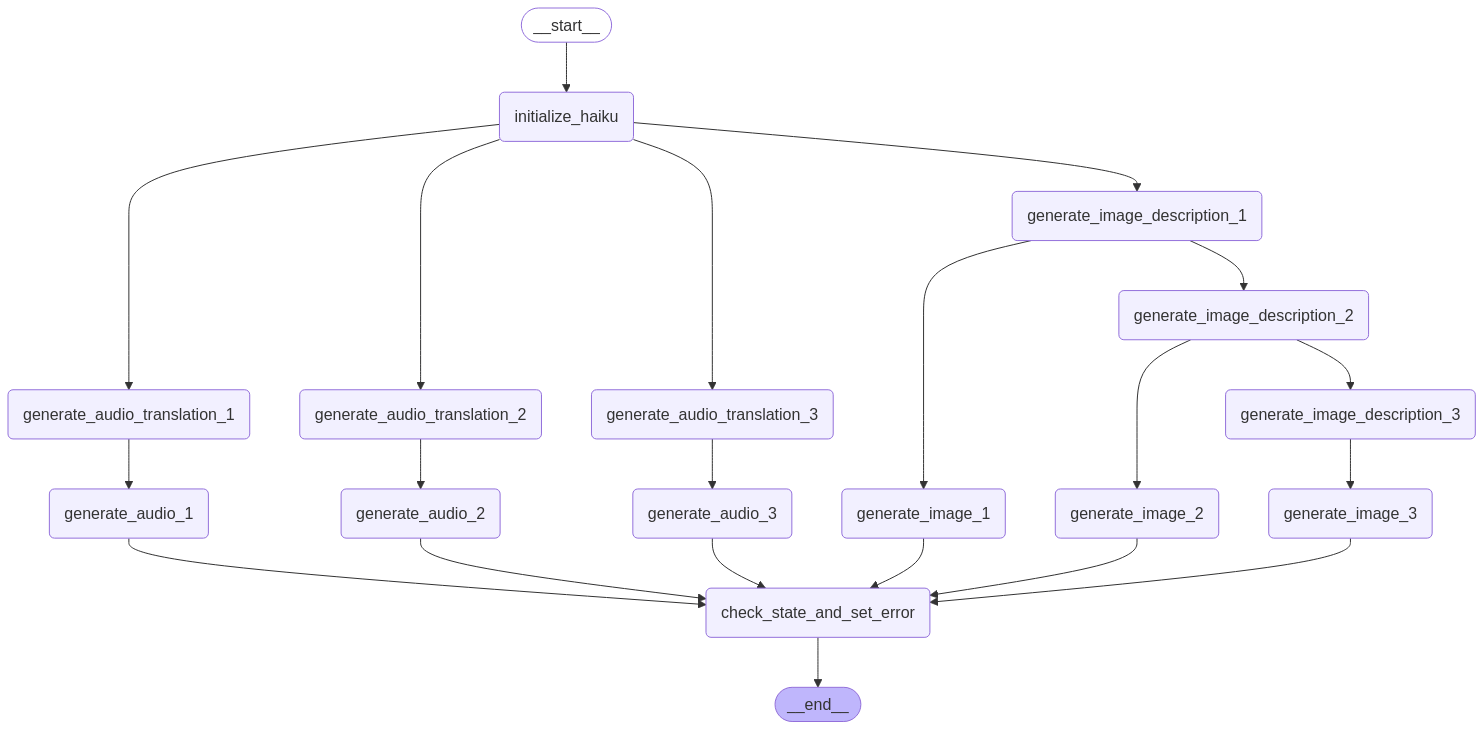 __start__
initialize_haiku
generate_image_description_1
generate_image_description_2
generate_audio_translation_1
generate_audio_translation_2
generate_audio_translation_3
generate_image_description_3
generate_audio_1
generate_audio_2
generate_audio_3
generate_image_1
generate_image_2
generate_image_3
check_state_and_set_error
__end__